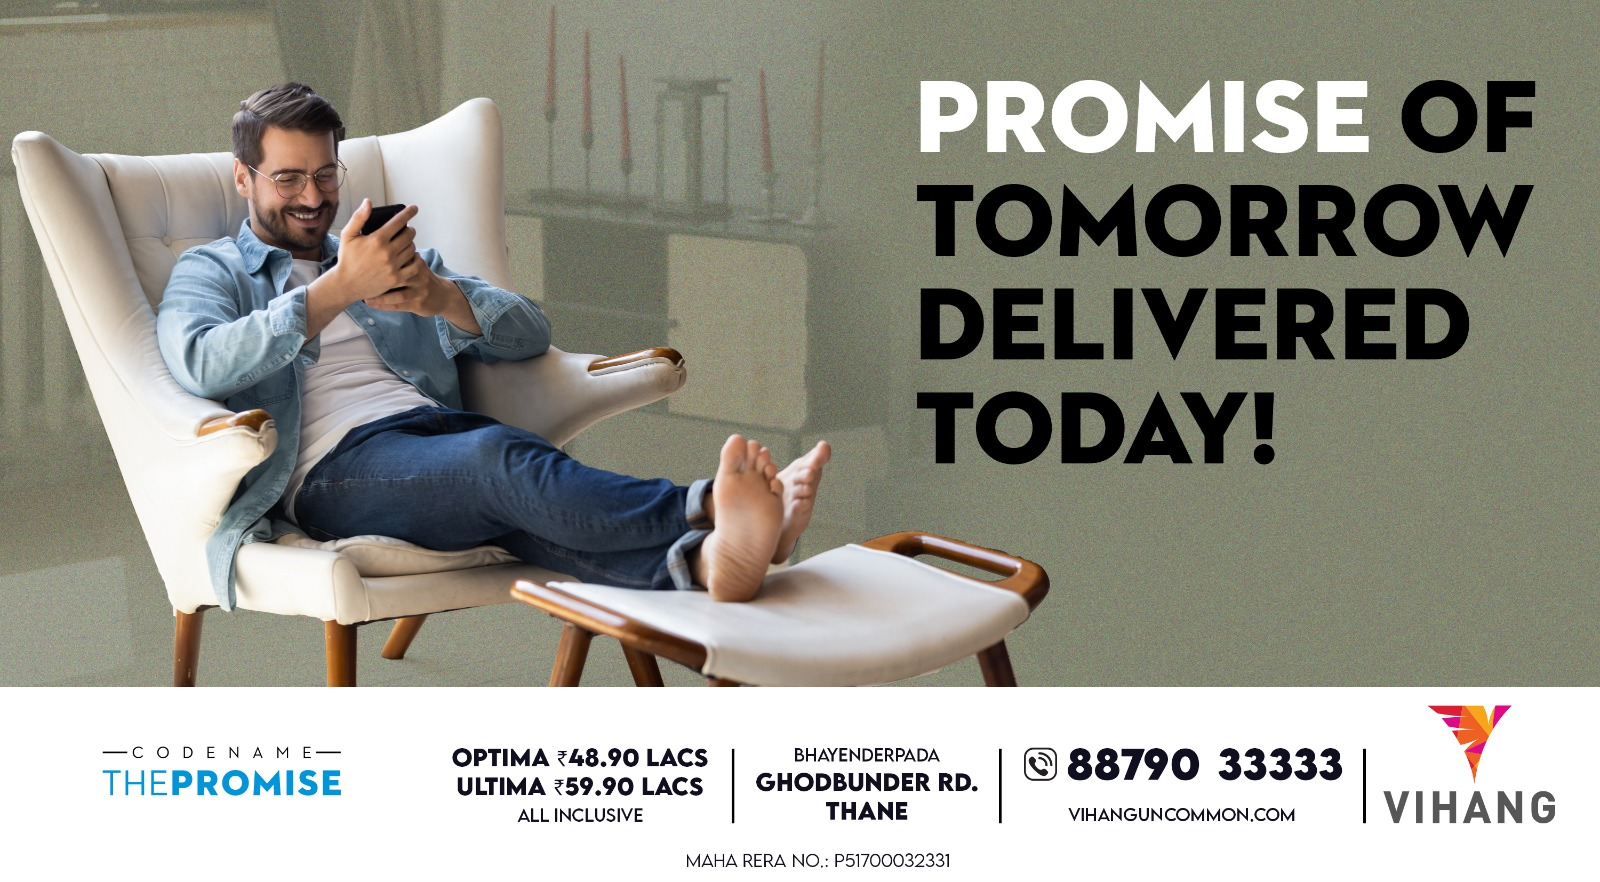 PROMISE OF
TOMORROW
DELIVERED
TODAY!
CODENAME
THEPROMISE
OPTIMA ₹48.90 LACS
ULTIMA ₹59.90 LACS
ALL INCLUSIVE
BHAYENDERPADA
GHODBUNDER RD.
THANE
88790 33333
VIHANGUNCOMMON.COM
VIHANG
MAHA RERA NO.: P51700032331